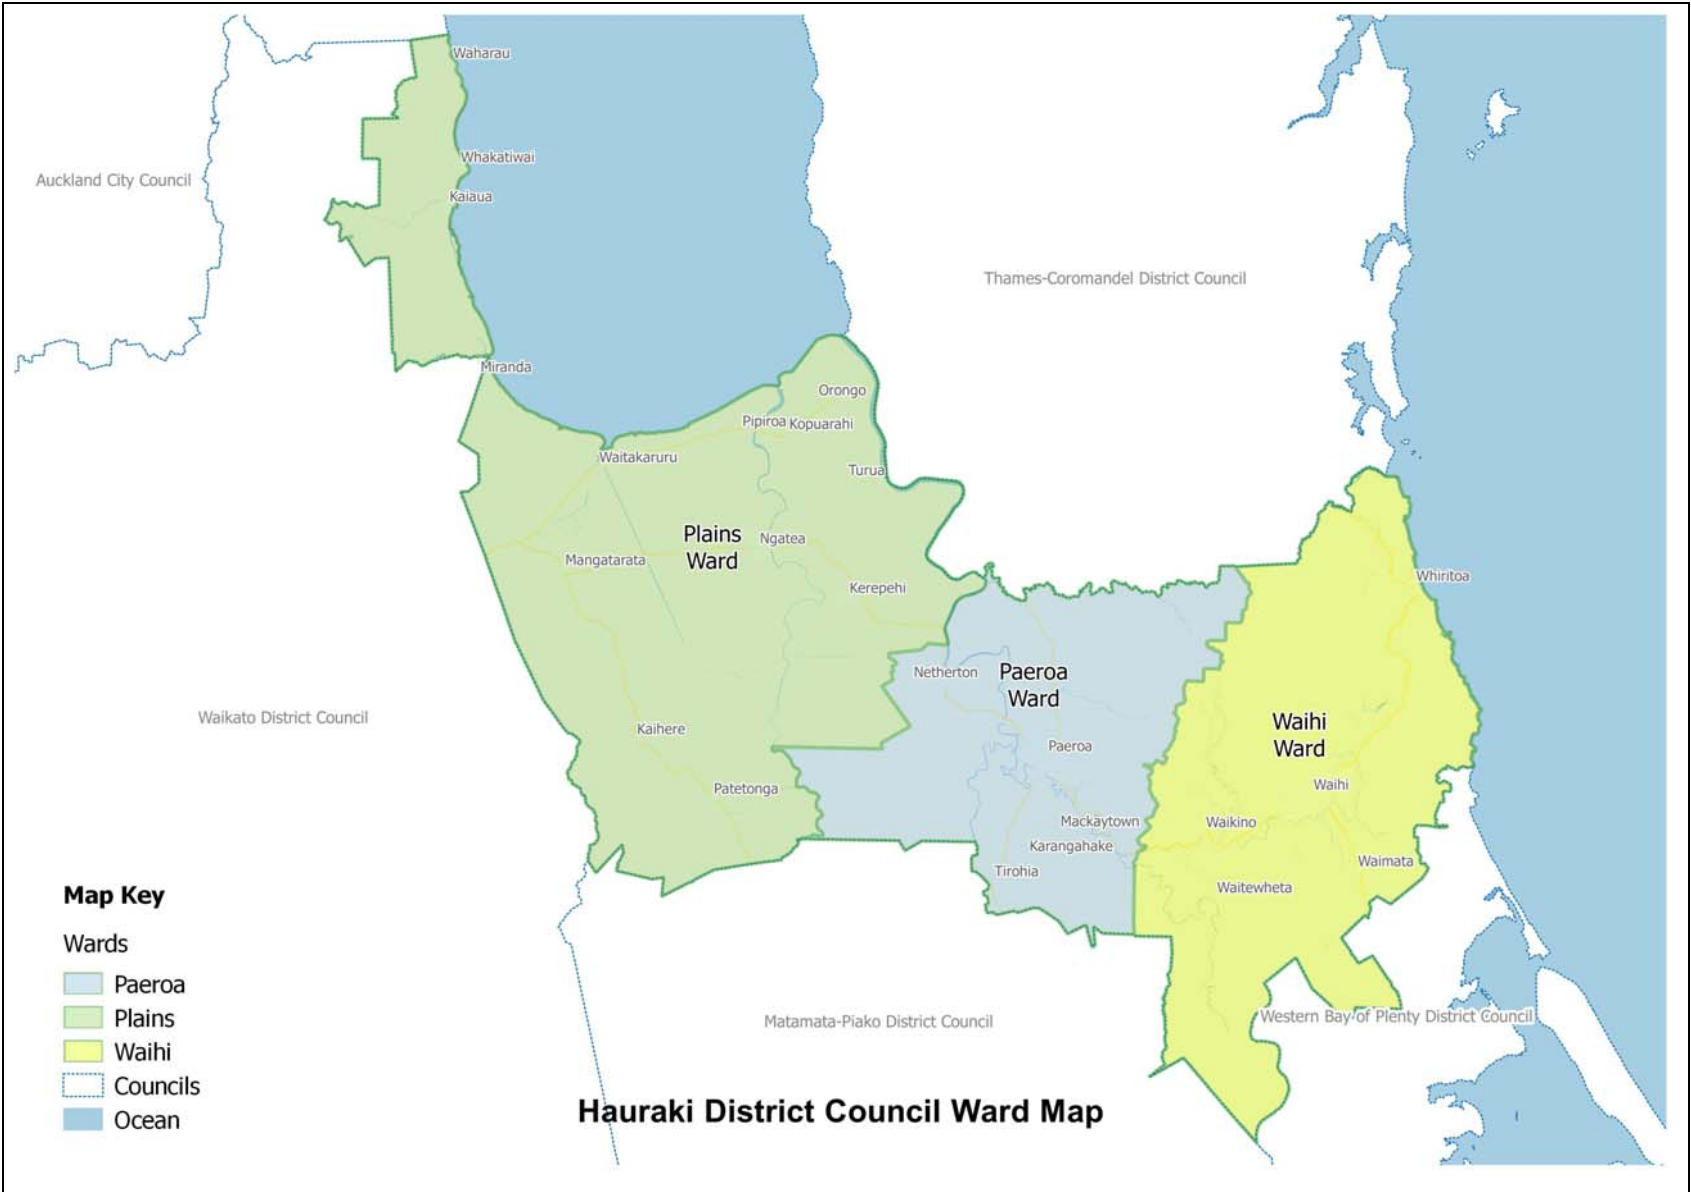 Waharau
Whakatiwai
Auckland City Council
Kaiaua
Thames-Coromandel District Council
Miranda
Orongo
Pipiroa
Kopuarahi
Waitakaruru
Turua
Plains
Ward
Ngatea
Mangatarata
Kerepehi
Whiritoa
Netherton
Paeroa
Ward
Waikato District Council
Kaihere
Waihi
Ward
Paeroa
Patetonga
Waihi
Mackaytown
Waikino
Karangahake
Tirohia
Waimata
Waitewheta
Map Key
Wards
Paeroa
Plains
Waihi
Councils
Ocean
Matamata-Piako District Council
Western Bay of Plenty District Council
Hauraki District Council Ward Map